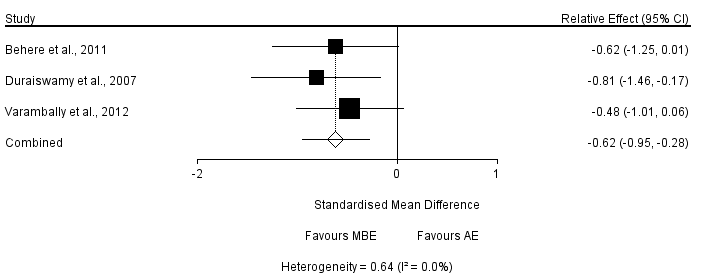 Study Relative Effect (95% CI)
Behere et al., 2011 -0.62 (-1.25, 0.01)
Duraiswamy et al., 2007 -0.81 (-1.46, -0.17)
Varambally et al., 2012 -0.48 (-1.01, 0.06)
Combined -0.62 (-0.95, -0.28)
-2 0 1
Standardised Mean Difference
Favours MBE Favours AE
Heterogeneity = 0.64 (I² = 0.0%)